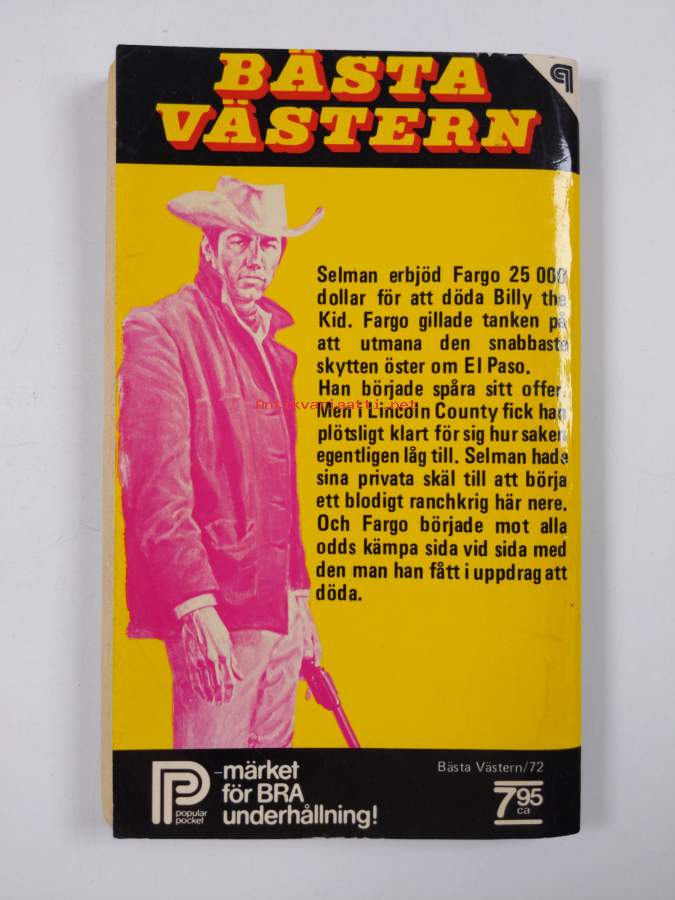 BÄSTA
VÄSTERN
Selman erbjöd Fargo 25 000
dollar för att döda Billy the
Kid. Fargo gillade tanken på
att utmana den snabbaste
skytten öster om El Paso.
Han började spåra sitt offer.
Men i Lincoln County fick han
plötsligt klart för sig hur saken
egentligen låg till. Selman hade
sina privata skäl till att börja
ett blodigt ranchkrig här nere.
Och Fargo började mot alla
odds kämpa sida vid sida med
den man han fått i uppdrag att
döda.
Antikvariaatti.net
P
popular
pocket
-märket
för BRA
underhållning!
Bästa Västern/72
795
ca